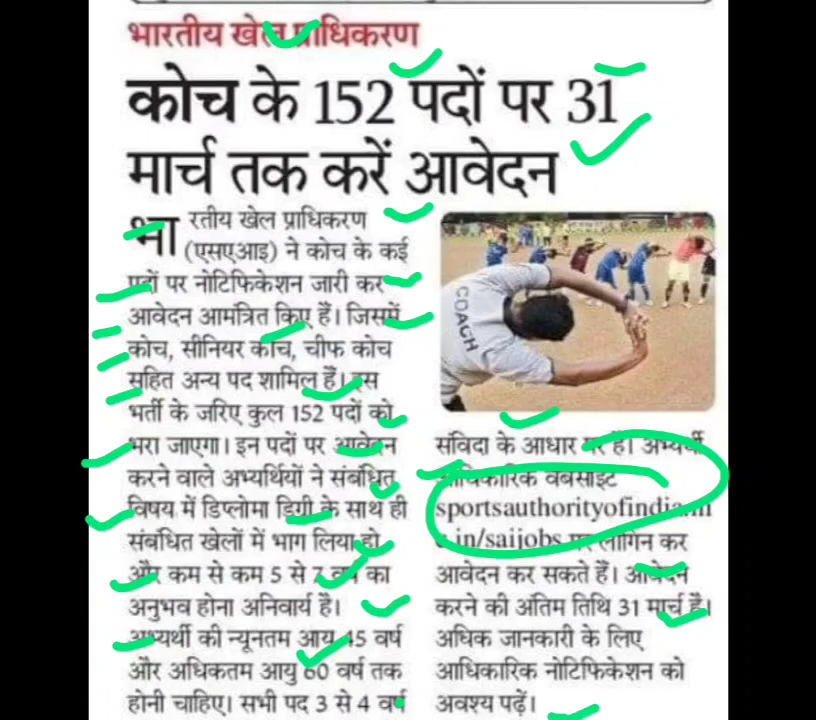 भारतीय खेल प्राधिकरण
कोच के 152 पदों पर 31
मार्च तक करें आवेदन
भारतीय खेल प्राधिकरण
(एसएआइ) ने कोच के कई
पदों पर नोटिफिकेशन जारी कर
आवेदन आमंत्रित किए हैं। जिसमें
कोच, सीनियर कोच, चीफ कोच
सहित अन्य पद शामिल हैं। इस
भर्ती के जरिए कुल 152 पदों को
भरा जाएगा। इन पदों पर आवेदन
करने वाले अभ्यर्थियों ने संबंधित
विषय में डिप्लोमा डिग्री के साथ ही
संबंधित खेलों में भाग लिया हो
और कम से कम 5 से 7 वर्ष का
अनुभव होना अनिवार्य है।
अभ्यर्थी की न्यूनतम आयु 45 वर्ष
और अधिकतम आयु 60 वर्ष तक
होनी चाहिए। सभी पद 3 से 4 वर्ष
COACH
संविदा के आधार पर हैं। अभ्यर्थी
आधिकारिक वेबसाइट
sportsauthorityofindia.ni
c.in/saijobs पर लॉगिन कर
आवेदन कर सकते हैं। आवेदन
करने की अंतिम तिथि 31 मार्च है।
अधिक जानकारी के लिए
आधिकारिक नोटिफिकेशन को
अवश्य पढ़ें।